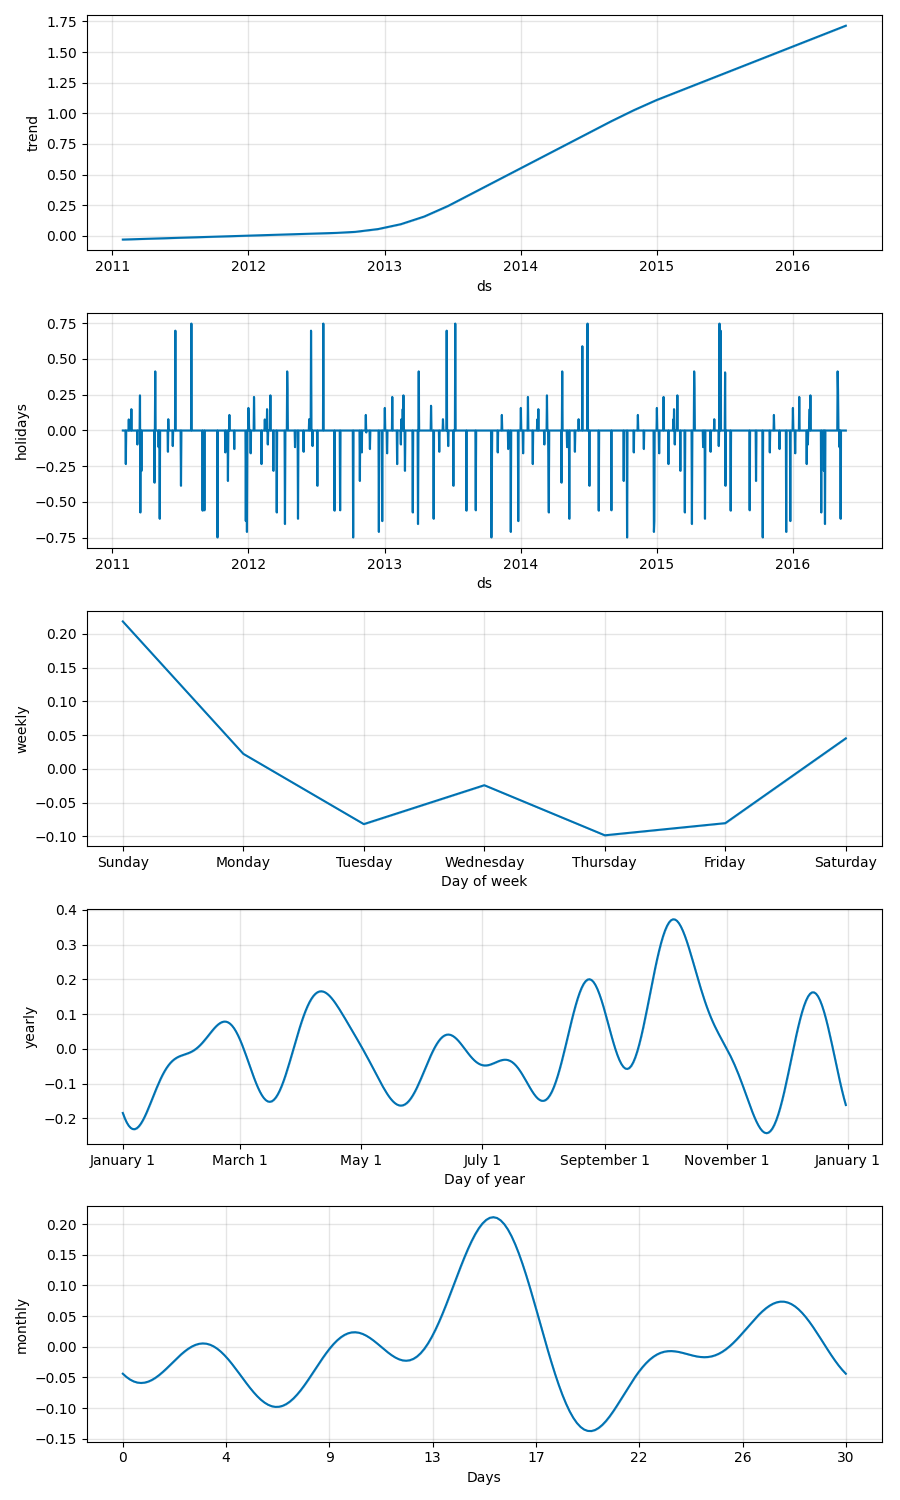 1.75
1.50
1.25
1.00
0.75
0.50
0.25
0.00
trend
2011 2012 2013 2014 2015 2016
ds
0.75
0.50
0.25
0.00
−0.25
−0.50
−0.75
holidays
2011 2012 2013 2014 2015 2016
ds
0.20
0.15
0.10
0.05
0.00
−0.05
−0.10
weekly
Sunday Monday Tuesday Wednesday Thursday Friday Saturday
Day of week
0.4
0.3
0.2
0.1
0.0
−0.1
−0.2
yearly
January 1 March 1 May 1 July 1 September 1 November 1 January 1
Day of year
0.20
0.15
0.10
0.05
0.00
−0.05
−0.10
−0.15
monthly
0 4 9 13 17 22 26 30
Days